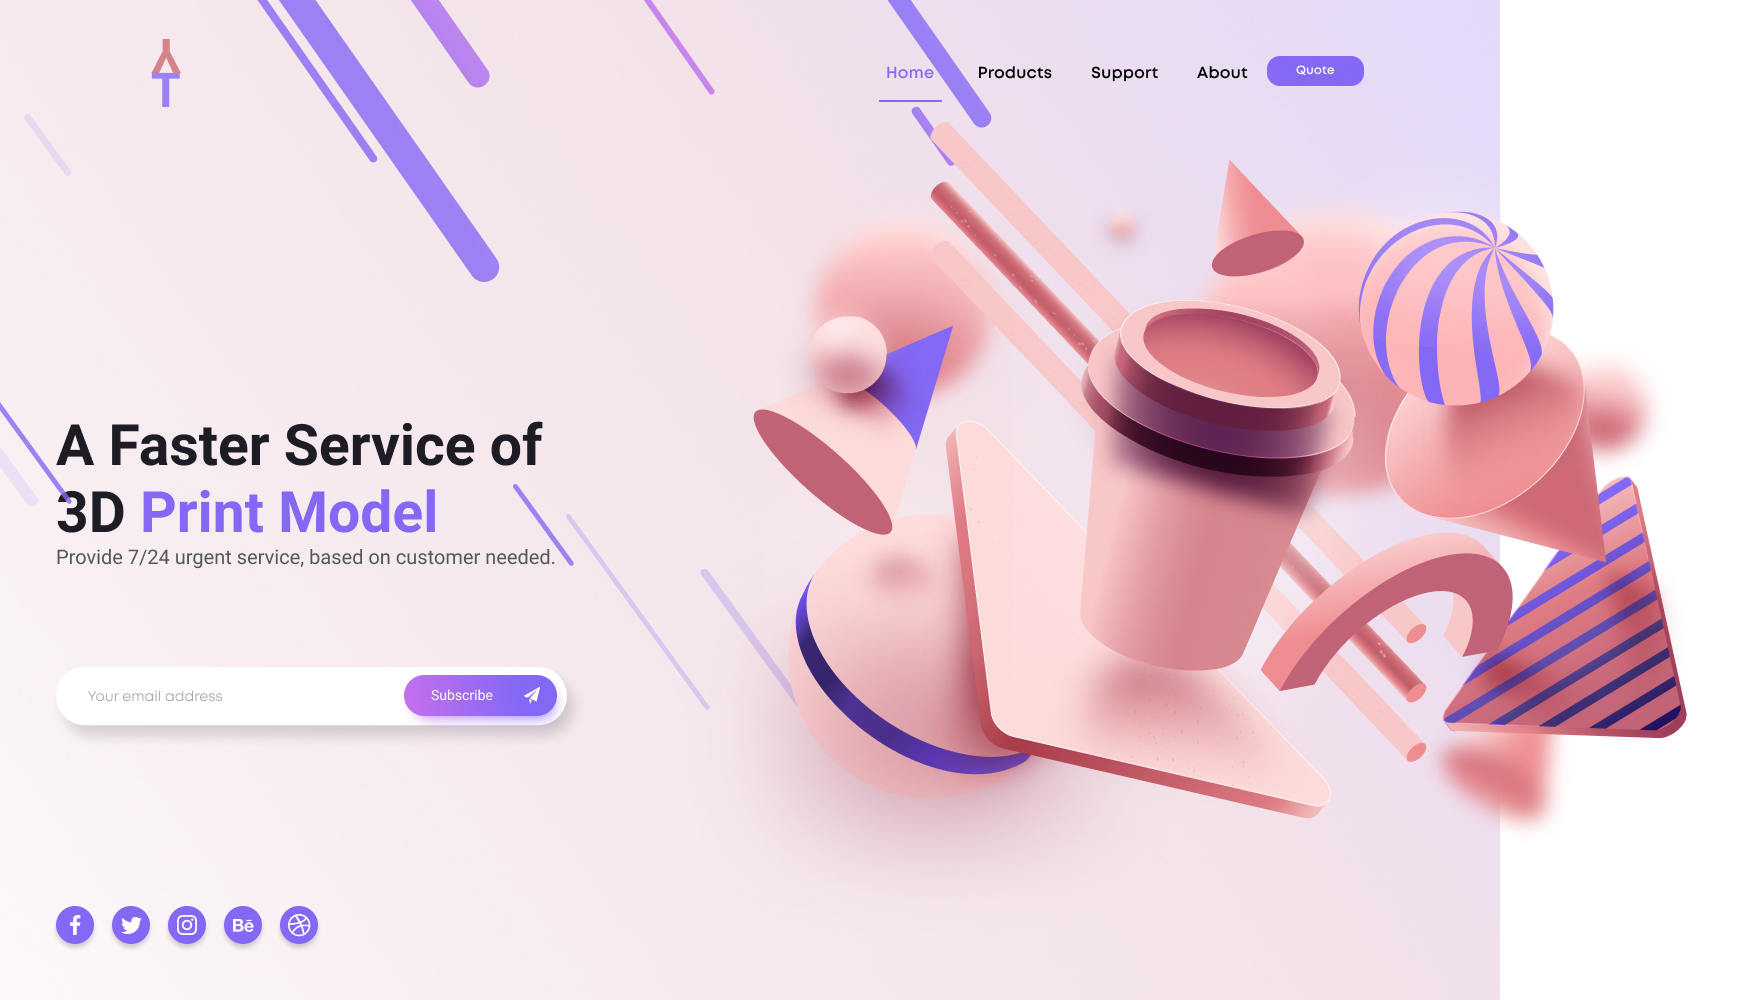 Home
Products
Support
About
Quote
A Faster Service of
3D Print Model
Provide 7/24 urgent service, based on customer needed.
Your email address
Subscribe
Bē